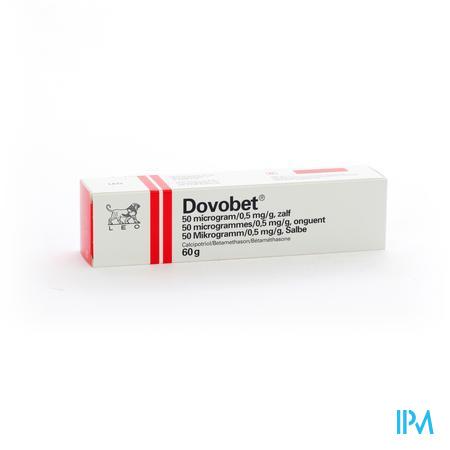 Dovobet®
50 microgram/0,5 mg/g, zalf
50 microgrammes/0,5 mg/g, onguent
50 Mikrogramm/0,5 mg/g, Salbe
Calcipotriol/Betamethason/Bétaméthasone
60 g
LEO
IPM